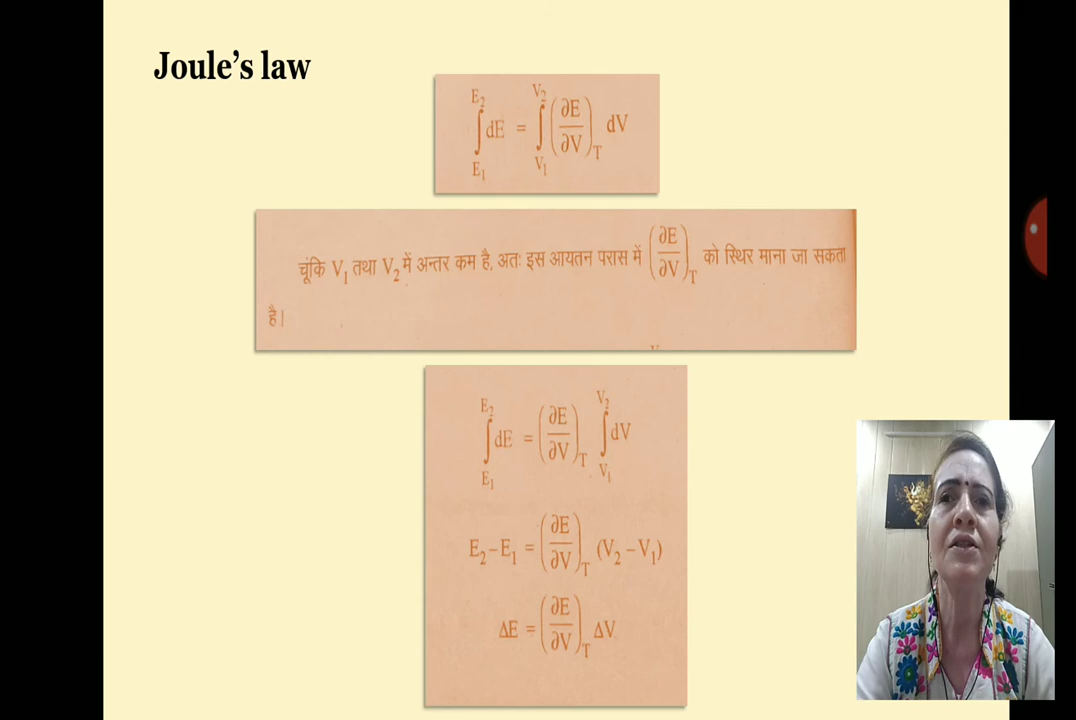 Joule’s law
∫_{E₁}^{E₂} dE = ∫_{V₁}^{V₂} (∂E/∂V)_T dV
चूंकि V₁ तथा V₂ में अन्तर कम है, अतः इस आयतन परास में (∂E/∂V)_T को स्थिर माना जा सकता
है।
∫_{E₁}^{E₂} dE = (∂E/∂V)_T ∫_{V₁}^{V₂} dV
E₂ – E₁ = (∂E/∂V)_T (V₂ – V₁)
ΔE = (∂E/∂V)_T ΔV